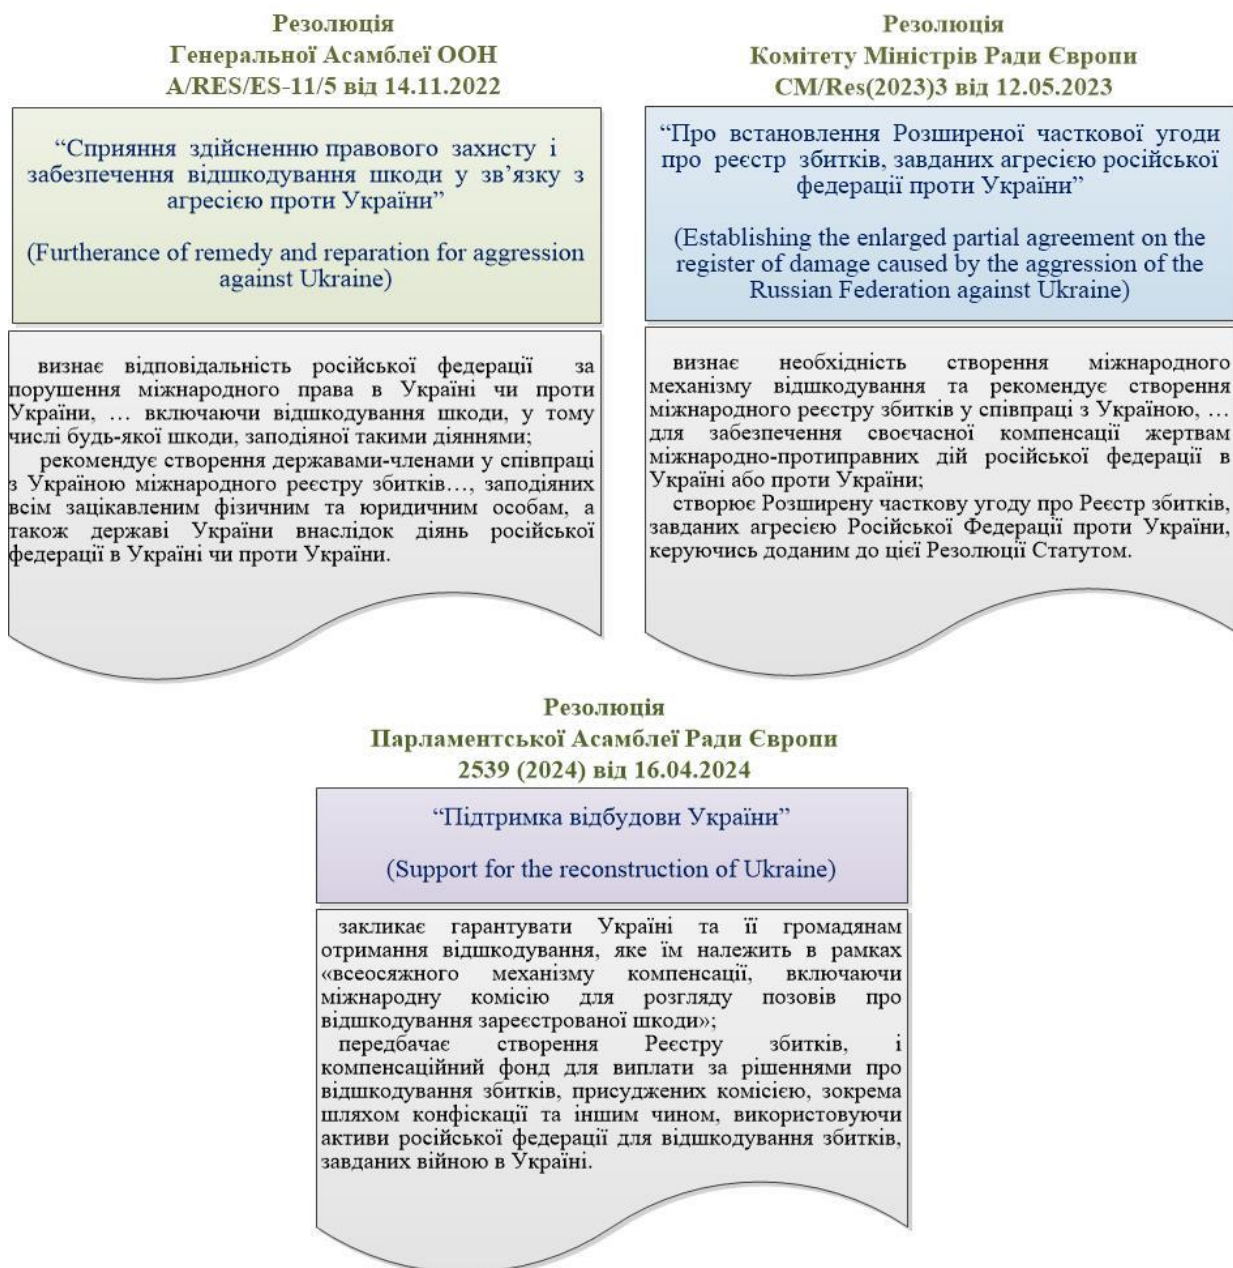 Резолюція
Генеральної Асамблеї ООН
A/RES/ES-11/5 від 14.11.2022
“Сприяння здійсненню правового захисту і
забезпечення відшкодування шкоди у зв’язку з
агресією проти України”
(Furtherance of remedy and reparation for aggression
against Ukraine)
визнає відповідальність російської федерації за
порушення міжнародного права в Україні чи проти
України, … включаючи відшкодування шкоди, у тому
числі будь-якої шкоди, заподіяної такими діяннями;
рекомендує створення державами-членами у співпраці
з Україною міжнародного реєстру збитків…, заподіяних
всім зацікавленим фізичним та юридичним особам, а
також державі України внаслідок діянь російської
федерації в Україні чи проти України.
Резолюція
Комітету Міністрів Ради Європи
CM/Res(2023)3 від 12.05.2023
“Про встановлення Розширеної часткової угоди
про реєстр збитків, завданих агресією російської
федерації проти України”
(Establishing the enlarged partial agreement on the
register of damage caused by the aggression of the
Russian Federation against Ukraine)
визнає необхідність створення міжнародного
механізму відшкодування та рекомендує створення
міжнародного реєстру збитків у співпраці з Україною, …
для забезпечення своєчасної компенсації жертвам
міжнародно-протиправних дій російської федерації в
Україні або проти України;
створює Розширену часткову угоду про Реєстр збитків,
завданих агресією Російської Федерації проти України,
керуючись доданим до цієї Резолюції Статутом.
Резолюція
Парламентської Асамблеї Ради Європи
2539 (2024) від 16.04.2024
“Підтримка відбудови України”
(Support for the reconstruction of Ukraine)
закликає гарантувати Україні та її громадянам
отримання відшкодування, яке їм належить в рамках
«всеосяжного механізму компенсації, включаючи
міжнародну комісію для розгляду позовів про
відшкодування зареєстрованої шкоди»;
передбачає створення Реєстру збитків, і
компенсаційний фонд для виплати за рішеннями про
відшкодування збитків, присуджених комісією, зокрема
шляхом конфіскації та іншим чином, використовуючи
активи російської федерації для відшкодування збитків,
завданих війною в Україні.